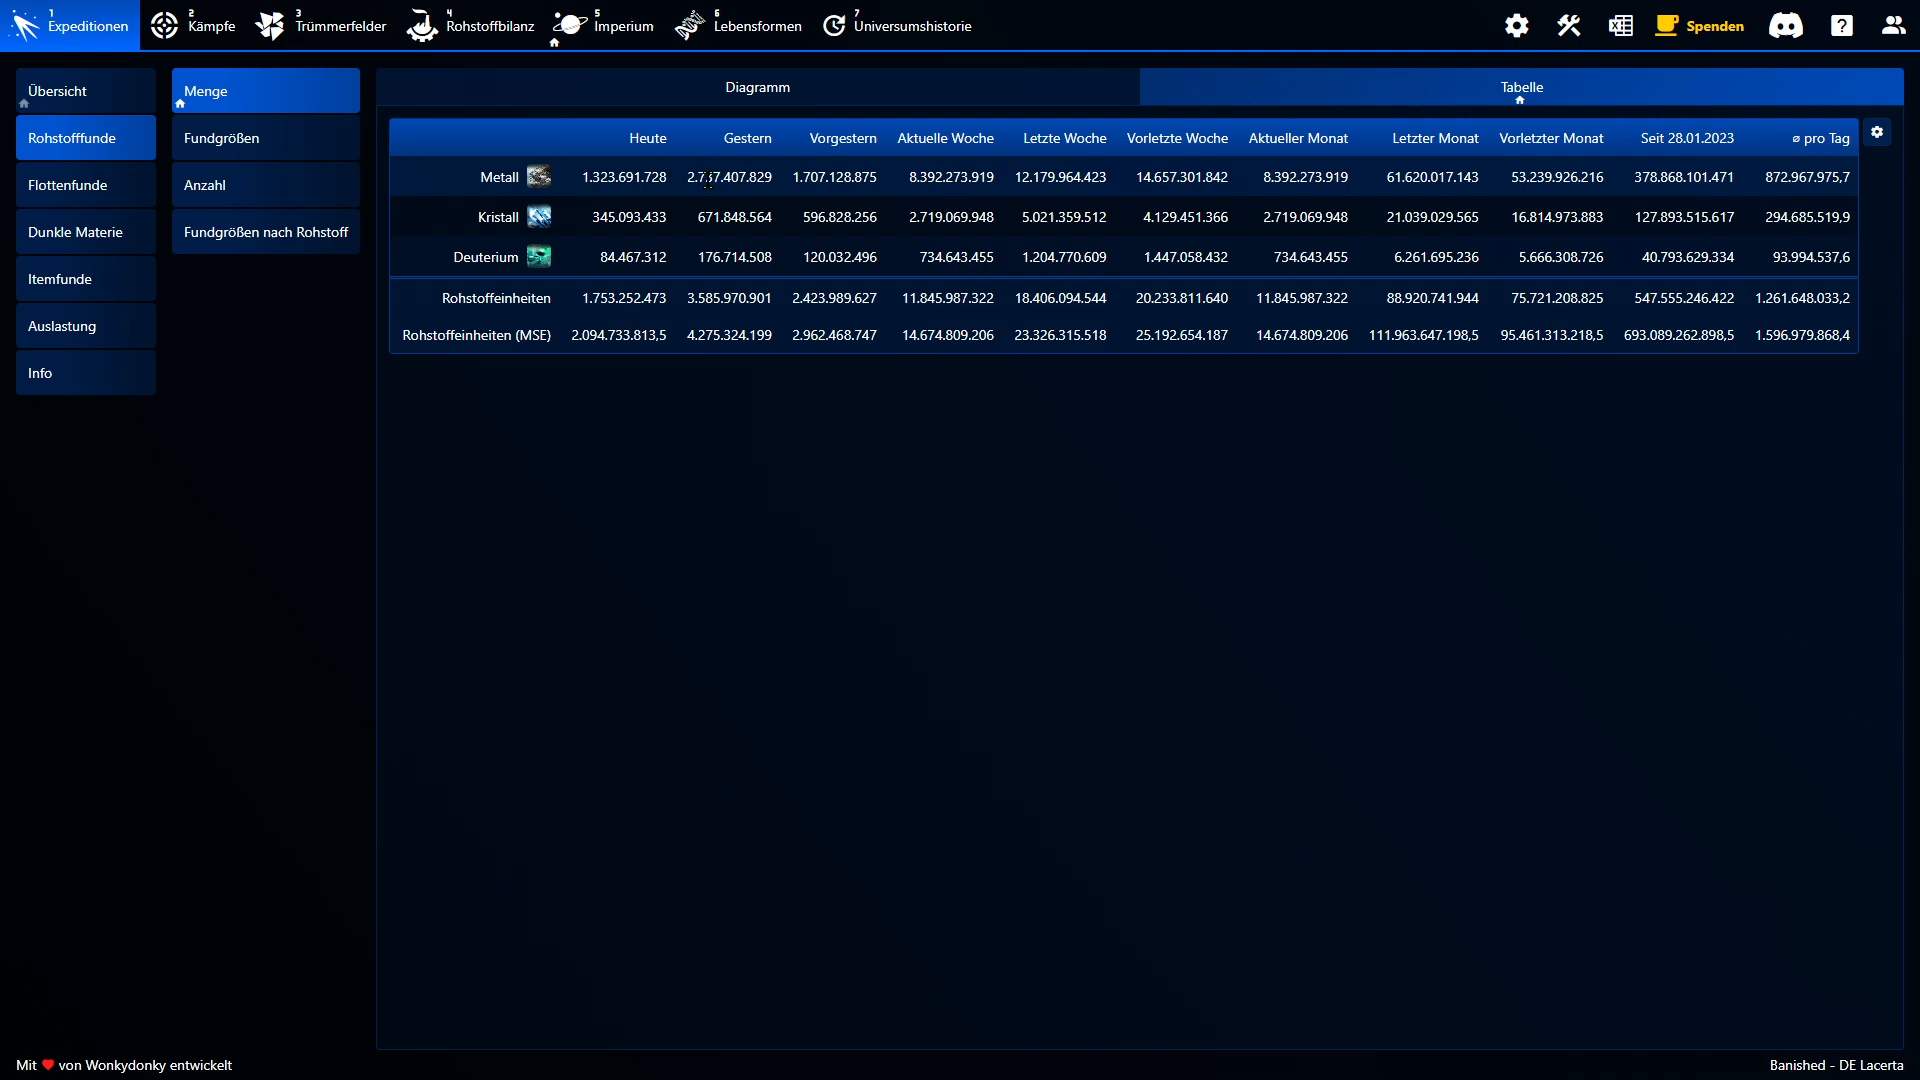 1 Expeditionen 2 Kämpfe 3 Trümmerfelder 4 Rohstoffbilanz 5 Imperium 6 Lebensformen 7 Universumshistorie Spenden
Übersicht Menge Diagramm Tabelle
Rohstofffunde Fundgrößen
Flottenfunde Anzahl
Dunkle Materie Fundgrößen nach Rohstoff
Itemfunde
Auslastung
Info
Heute Gestern Vorgestern Aktuelle Woche Letzte Woche Vorletzte Woche Aktueller Monat Letzter Monat Vorletzter Monat Seit 28.01.2023 ⌀ pro Tag
Metall 1.323.691.728 2.737.407.829 1.707.128.875 8.392.273.919 12.179.964.423 14.657.301.842 8.392.273.919 61.620.017.143 53.239.926.216 378.868.101.471 872.967.975,7
Kristall 345.093.433 671.848.564 596.828.256 2.719.069.948 5.021.359.512 4.129.451.366 2.719.069.948 21.039.029.565 16.814.973.883 127.893.515.617 294.685.519,9
Deuterium 84.467.312 176.714.508 120.032.496 734.643.455 1.204.770.609 1.447.058.432 734.643.455 6.261.695.236 5.666.308.726 40.793.629.334 93.994.537,6
Rohstoffeinheiten 1.753.252.473 3.585.970.901 2.423.989.627 11.845.987.322 18.406.094.544 20.233.811.640 11.845.987.322 88.920.741.944 75.721.208.825 547.555.246.422 1.261.648.033,2
Rohstoffeinheiten (MSE) 2.094.733.813,5 4.275.324.199 2.962.468.747 14.674.809.206 23.326.315.518 25.192.654.187 14.674.809.206 111.963.647.198,5 95.461.313.218,5 693.089.262.898,5 1.596.979.868,4
Mit ❤ von Wonkydonky entwickelt Banished - DE Lacerta